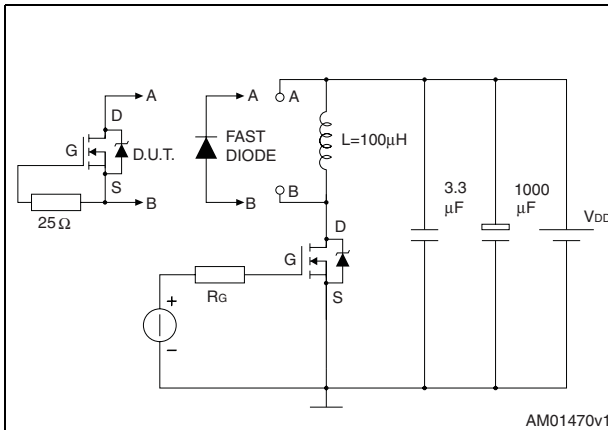 A
A
A
D
G
D.U.T.
FAST
DIODE
L=100μH
S
B
B
B
25 Ω
3.3
μF
1000
μF
VDD
D
G
S
RG
+
−
AM01470v1